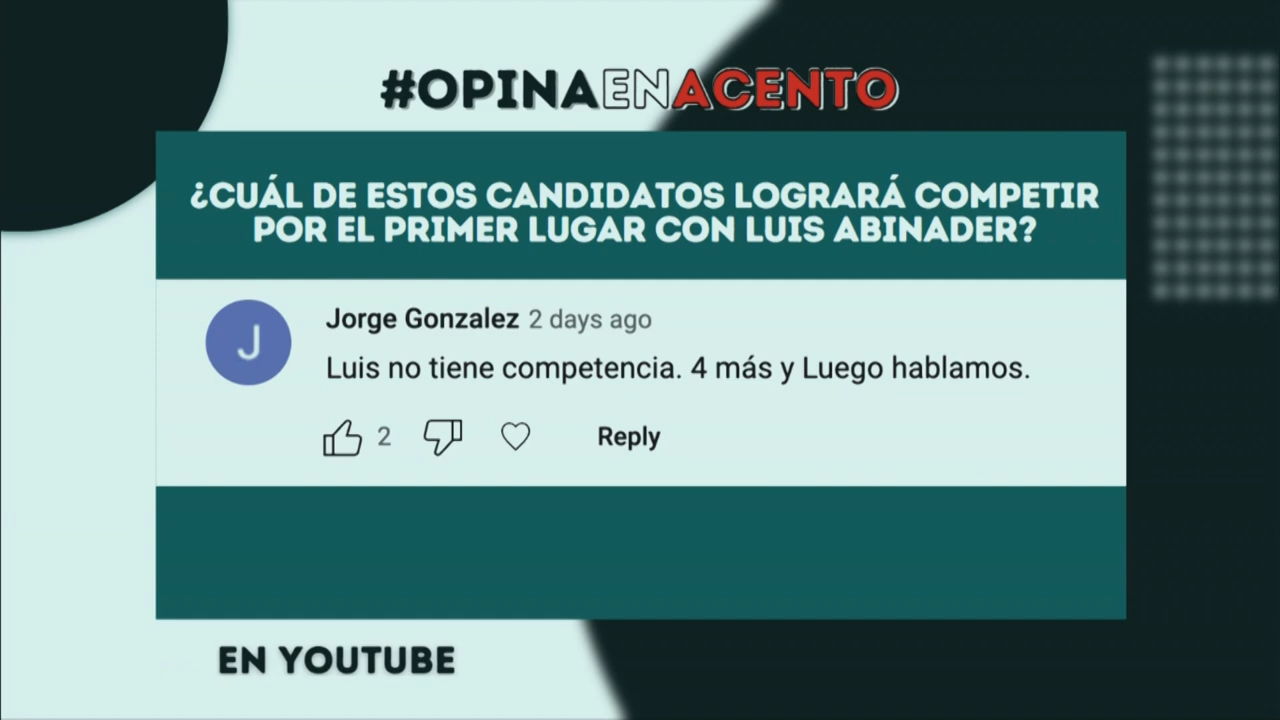 #OPINAENACENTO
¿CUÁL DE ESTOS CANDIDATOS LOGRARÁ COMPETIR
POR EL PRIMER LUGAR CON LUIS ABINADER?
J
Jorge Gonzalez 2 days ago
Luis no tiene competencia. 4 más y Luego hablamos.
2 Reply
EN YOUTUBE